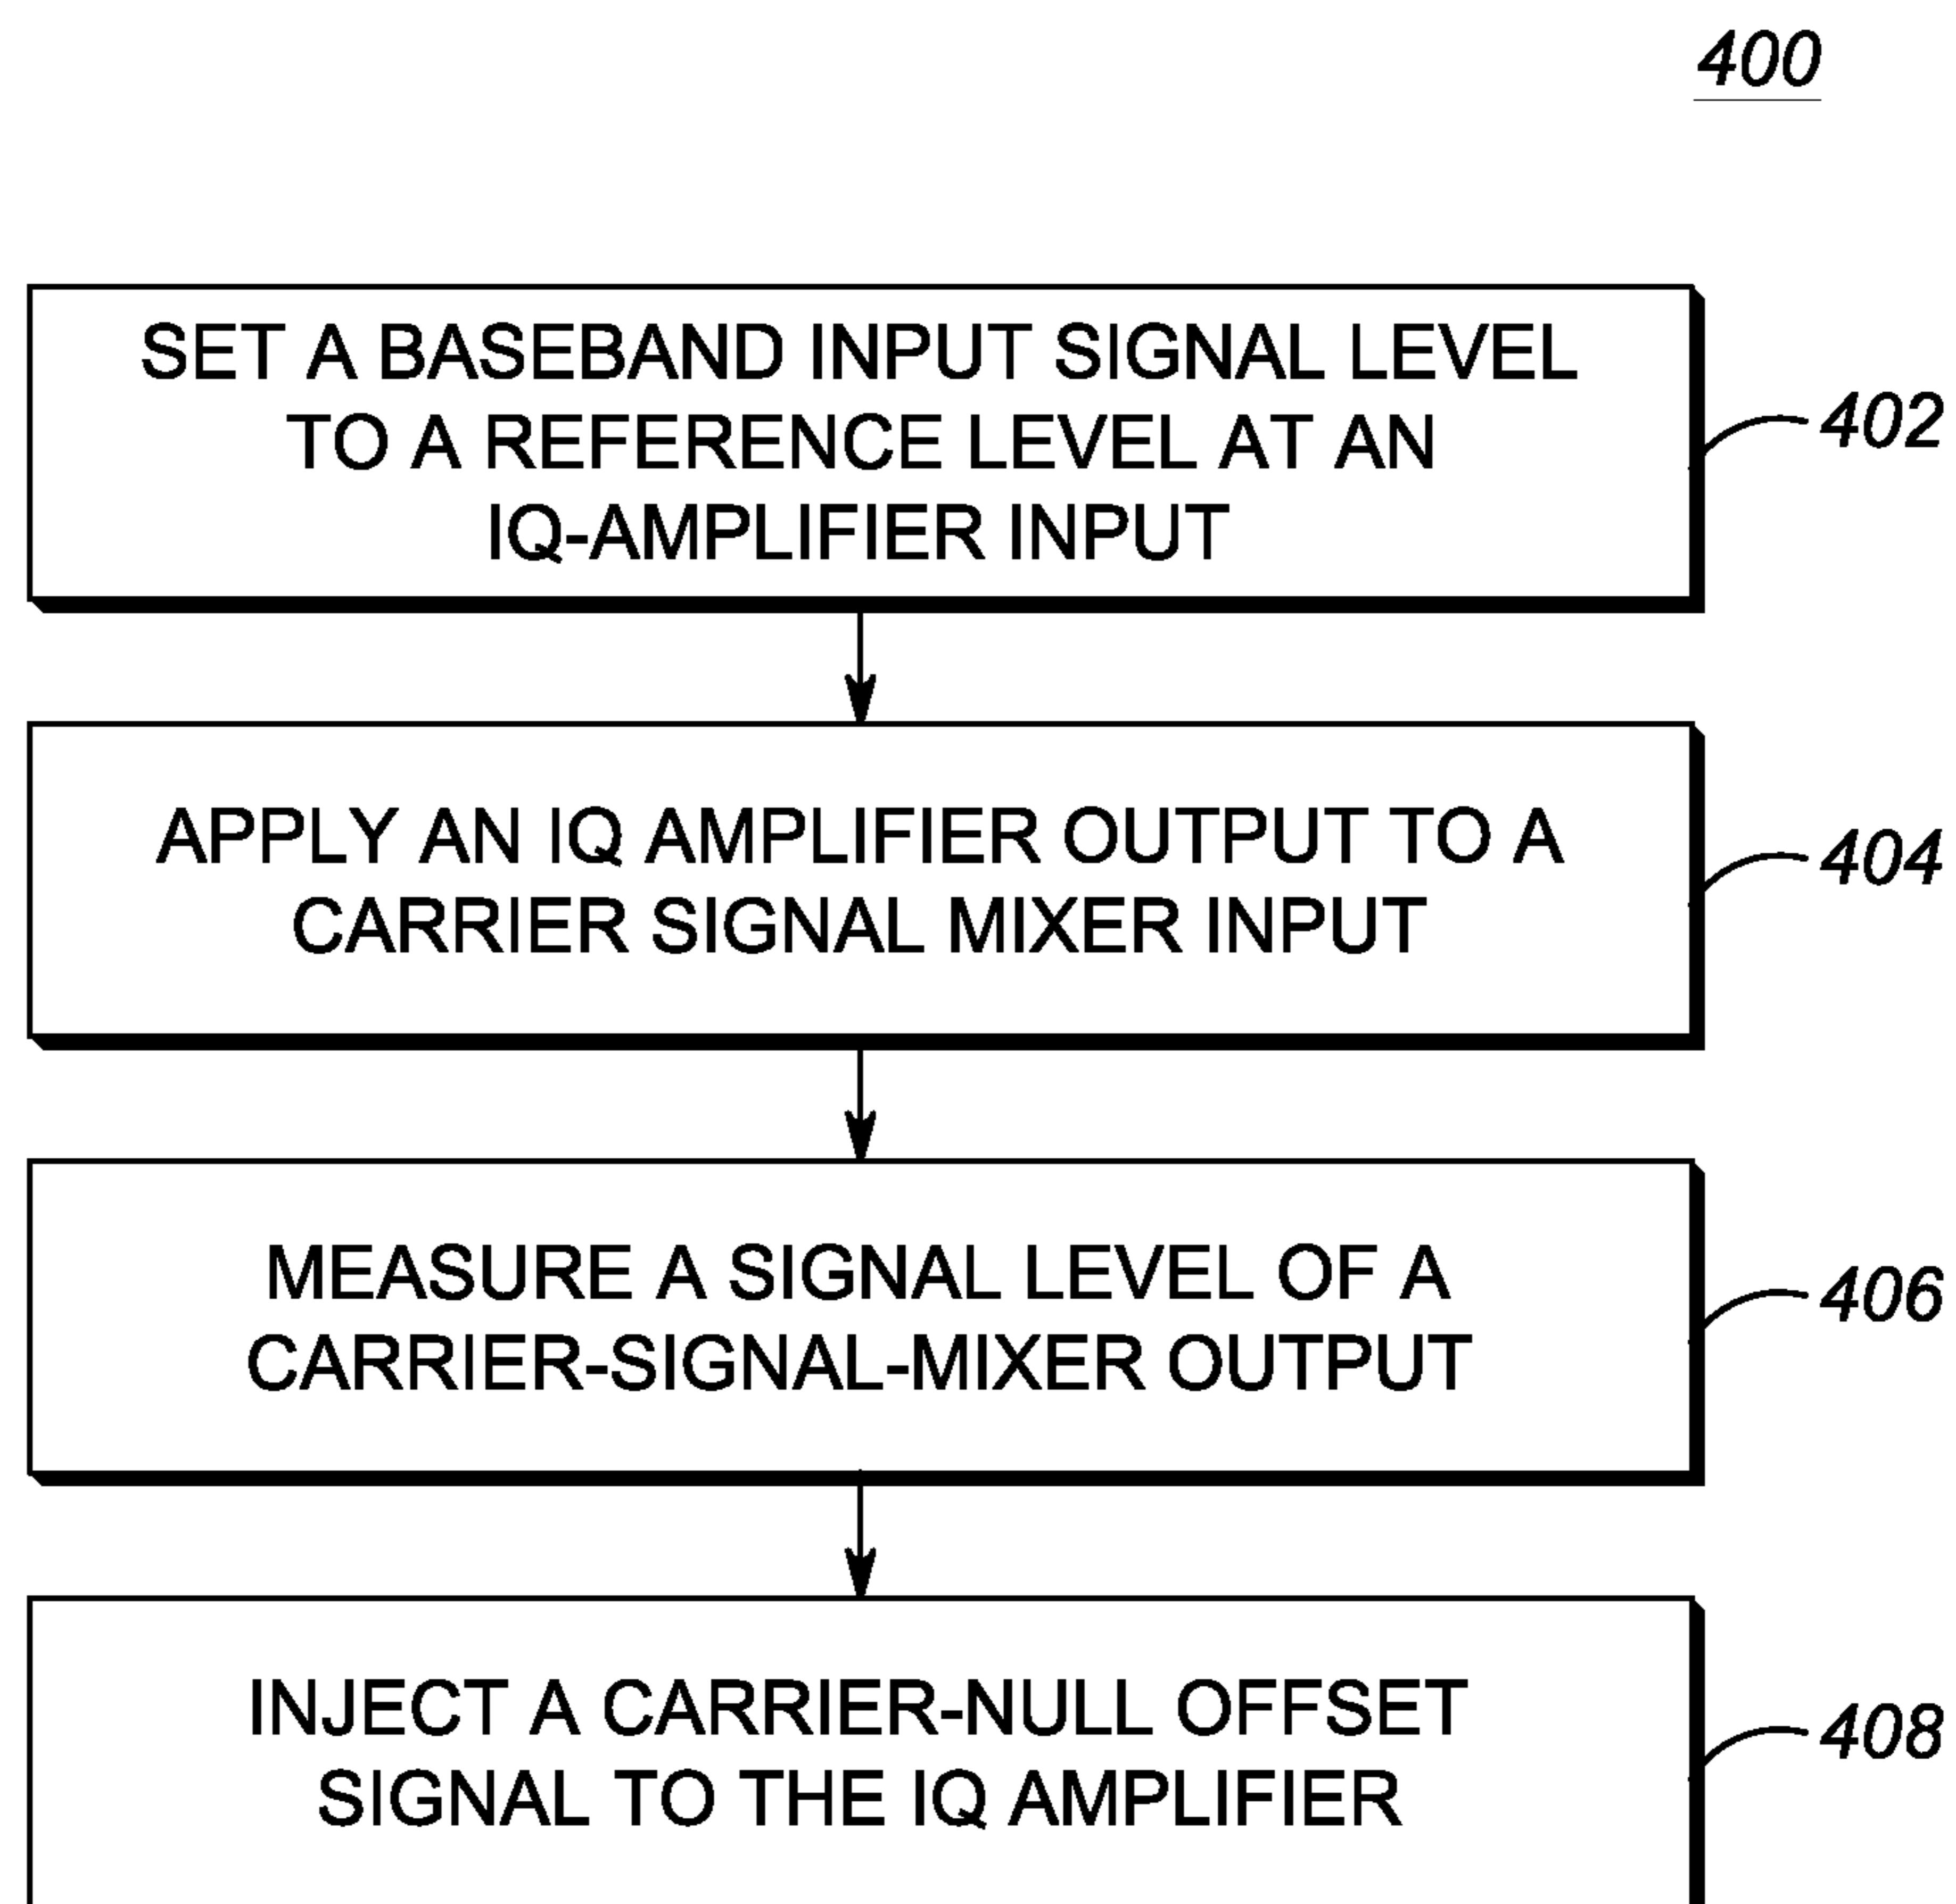 400
SET A BASEBAND INPUT SIGNAL LEVEL
TO A REFERENCE LEVEL AT AN
IQ-AMPLIFIER INPUT
402
APPLY AN IQ AMPLIFIER OUTPUT TO A
CARRIER SIGNAL MIXER INPUT
404
MEASURE A SIGNAL LEVEL OF A
CARRIER-SIGNAL-MIXER OUTPUT
406
INJECT A CARRIER-NULL OFFSET
SIGNAL TO THE IQ AMPLIFIER
408